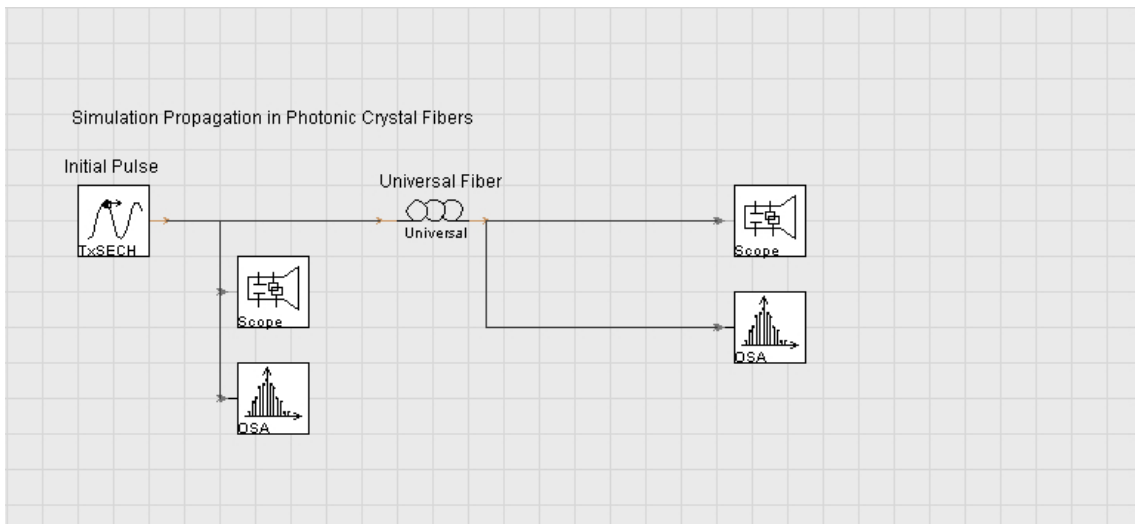 Simulation Propagation in Photonic Crystal Fibers
Initial Pulse
TxSECH
Universal Fiber
Universal
Scope
OSA
Scope
OSA